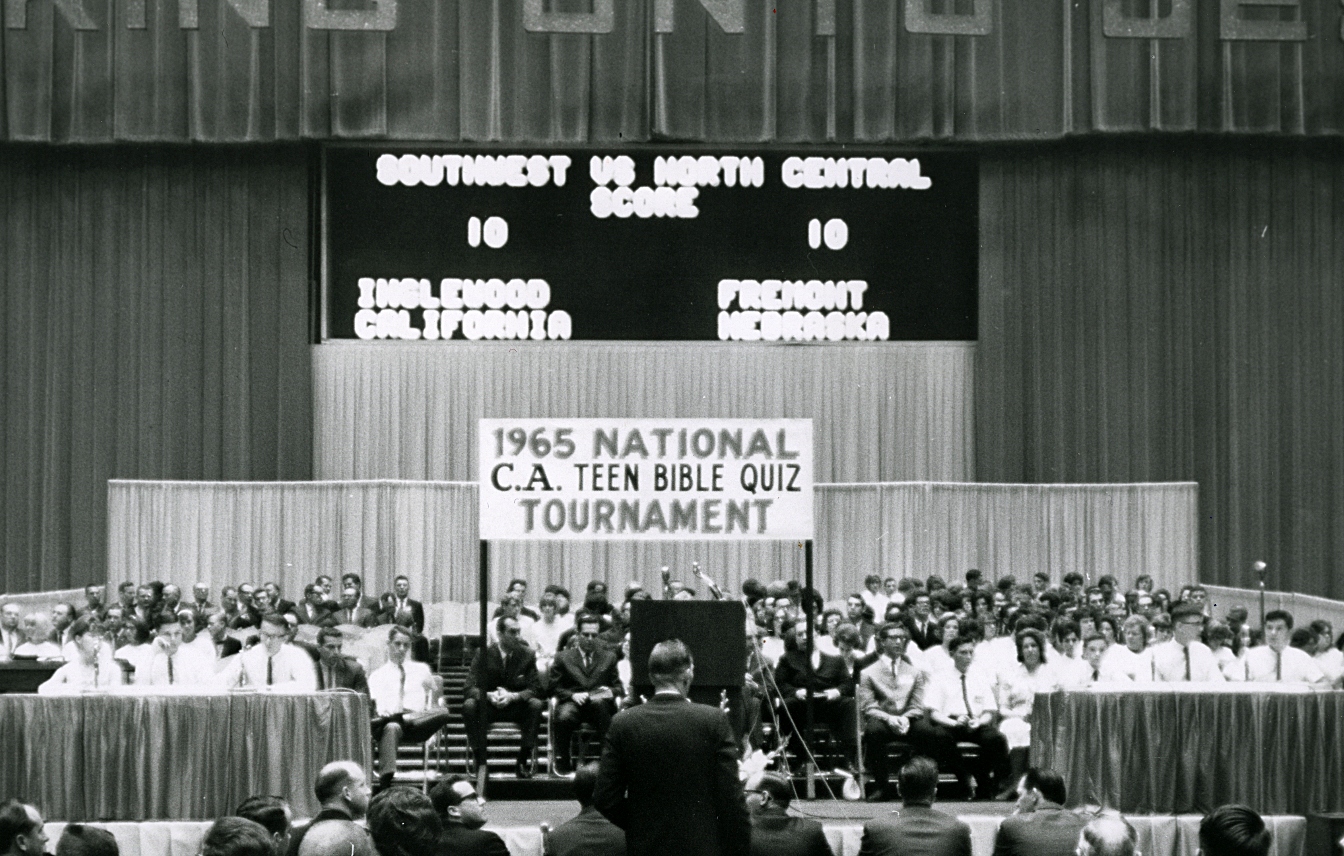 SOUTHWEST VS NORTH CENTRAL
SCORE
10 10
INGLEWOOD FREMONT
CALIFORNIA NEBRASKA
1965 NATIONAL
C.A. TEEN BIBLE QUIZ
TOURNAMENT